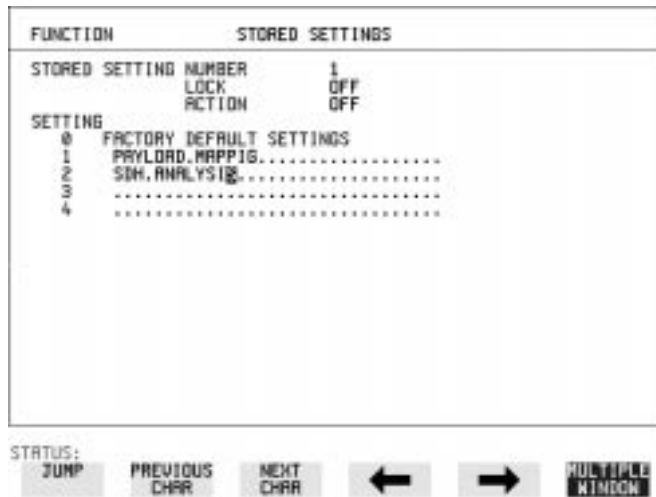 FUNCTION STORED SETTINGS
STORED SETTING NUMBER 1
LOCK OFF
ACTION OFF
SETTING
0 FACTORY DEFAULT SETTINGS
1 PAYLOAD.MAPPIG..................
2 SDH.ANALYSIS....................
3 ................................
4 ................................
STATUS:
JUMP PREVIOUS CHAR NEXT CHAR ← → MULTIPLE WINDOW